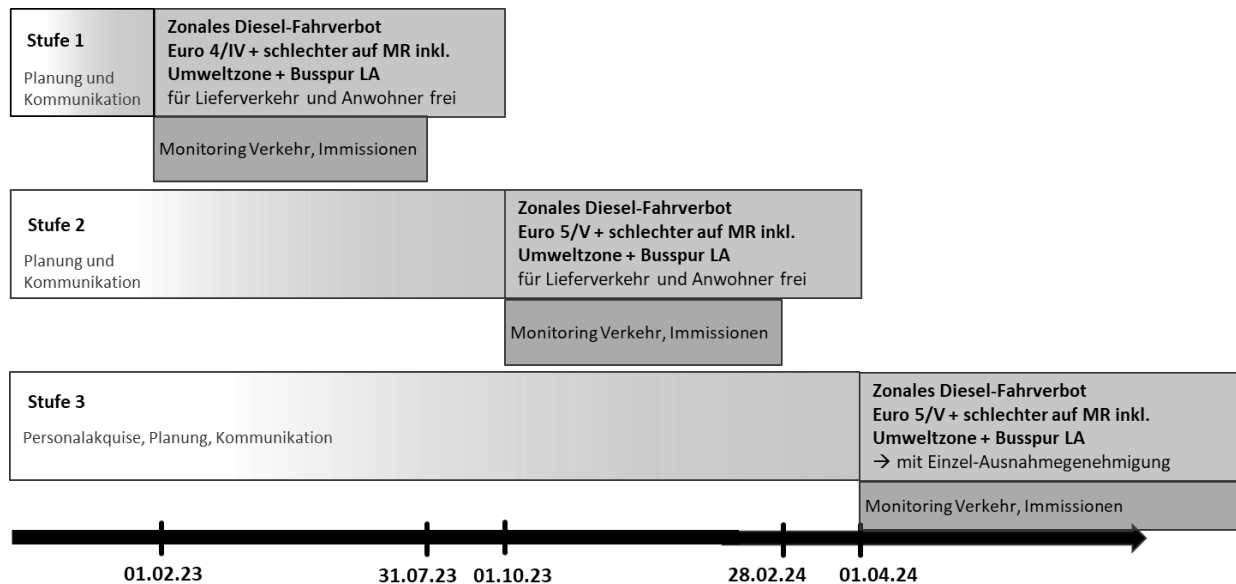 Stufe 1
Planung und
Kommunikation
Zonales Diesel-Fahrverbot
Euro 4/IV + schlechter auf MR inkl.
Umweltzone + Busspur LA
für Lieferverkehr und Anwohner frei
Monitoring Verkehr, Immissionen
Stufe 2
Planung und
Kommunikation
Zonales Diesel-Fahrverbot
Euro 5/V + schlechter auf MR inkl.
Umweltzone + Busspur LA
für Lieferverkehr und Anwohner frei
Monitoring Verkehr, Immissionen
Stufe 3
Personalakquise, Planung, Kommunikation
Zonales Diesel-Fahrverbot
Euro 5/V + schlechter auf MR inkl.
Umweltzone + Busspur LA
→ mit Einzel-Ausnahmegenehmigung
Monitoring Verkehr, Immissionen
01.02.23 31.07.23 01.10.23 28.02.24 01.04.24